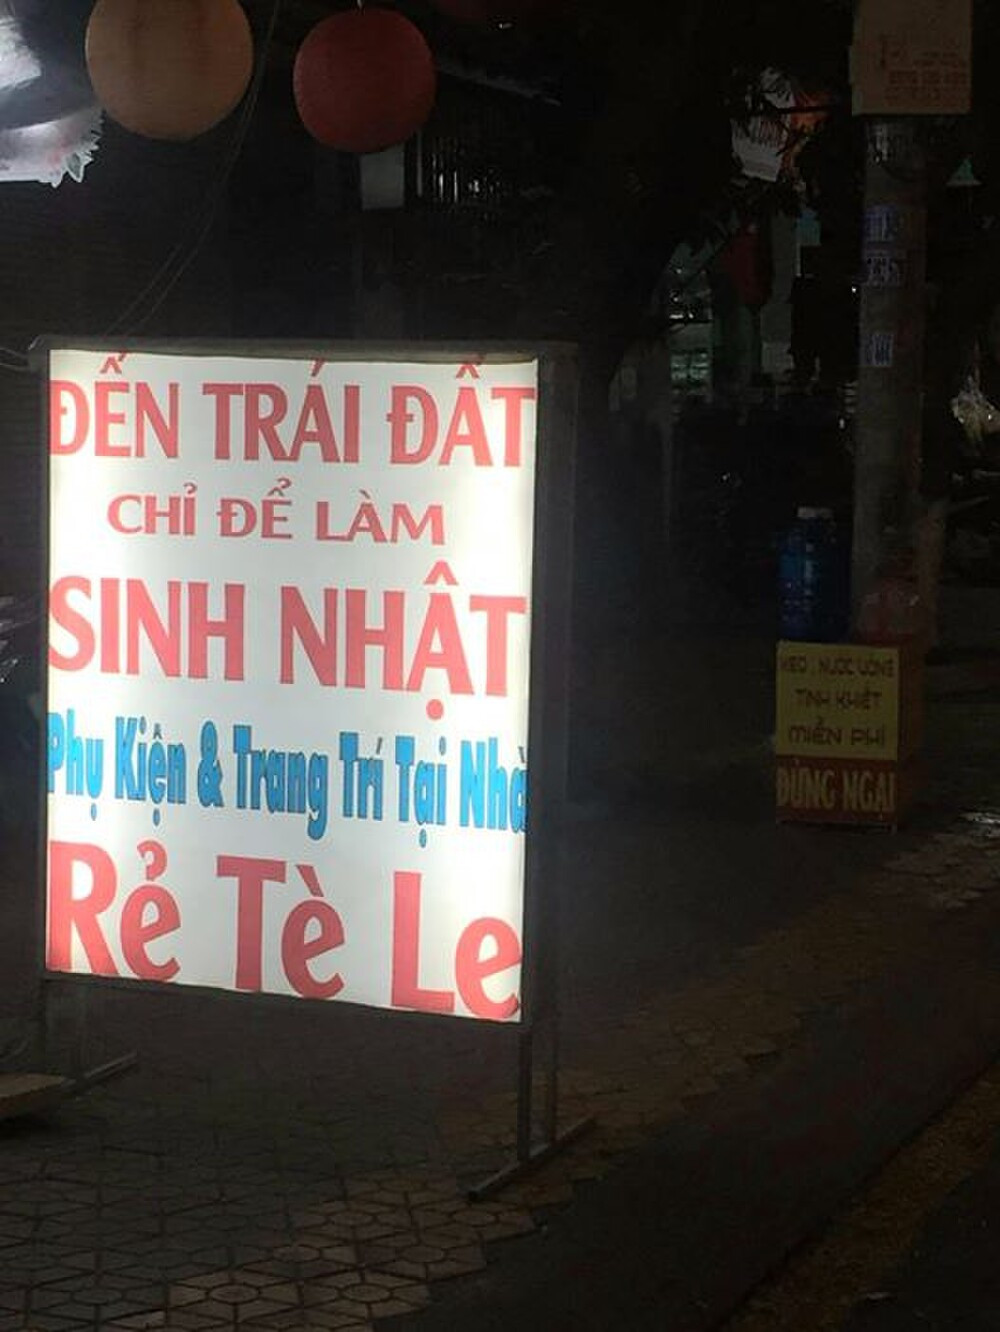 ĐẾN TRÁI ĐẤT
CHỈ ĐỂ LÀM
SINH NHẬT
Phụ Kiện & Trang Trí Tại Nhà
Rẻ Tè Le
KẸO , NƯỚC UỐNG
TINH KHIẾT
MIỄN PHÍ
ĐỪNG NGẠI